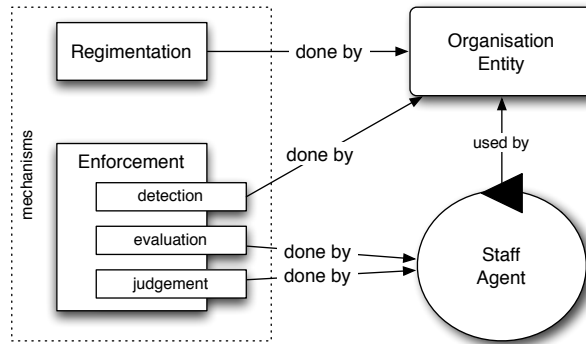 Regimentation
done by
Organisation
Entity
mechanisms
Enforcement
detection
done by
used by
evaluation
done by
judgement
done by
Staff
Agent